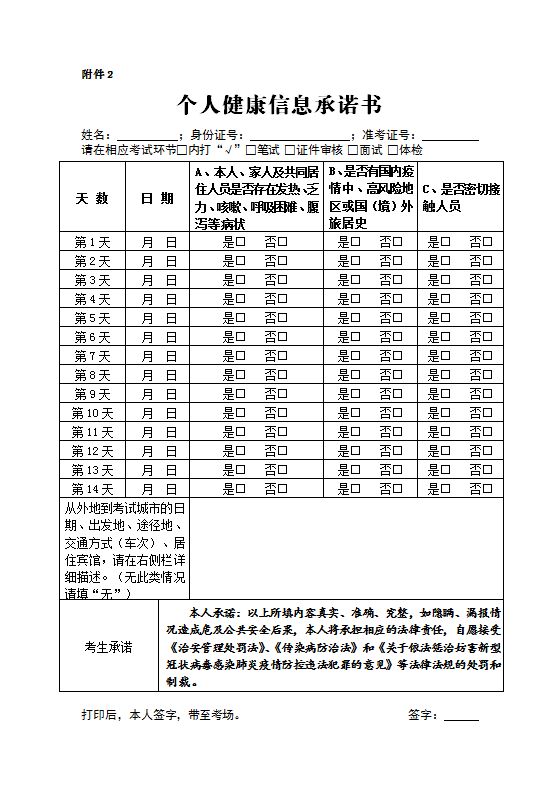 附件2
个人健康信息承诺书
姓名：________；身份证号：______________；准考证号：________
请在相应考试环节□内打“√”□笔试 □证件审核 □面试 □体检
天 数 日 期 A、本人、家人及共同居住人员是否存在发热、乏力、咳嗽、呼吸困难、腹泻等病状 B、是否有国内疫情中、高风险地区或国（境）外旅居史 C、是否密切接触人员
第1天 月 日 是□ 否□ 是□ 否□ 是□ 否□
第2天 月 日 是□ 否□ 是□ 否□ 是□ 否□
第3天 月 日 是□ 否□ 是□ 否□ 是□ 否□
第4天 月 日 是□ 否□ 是□ 否□ 是□ 否□
第5天 月 日 是□ 否□ 是□ 否□ 是□ 否□
第6天 月 日 是□ 否□ 是□ 否□ 是□ 否□
第7天 月 日 是□ 否□ 是□ 否□ 是□ 否□
第8天 月 日 是□ 否□ 是□ 否□ 是□ 否□
第9天 月 日 是□ 否□ 是□ 否□ 是□ 否□
第10天 月 日 是□ 否□ 是□ 否□ 是□ 否□
第11天 月 日 是□ 否□ 是□ 否□ 是□ 否□
第12天 月 日 是□ 否□ 是□ 否□ 是□ 否□
第13天 月 日 是□ 否□ 是□ 否□ 是□ 否□
第14天 月 日 是□ 否□ 是□ 否□ 是□ 否□
从外地到考试城市的日
期、出发地、途径地、
交通方式（车次）、居
住宾馆，请在右侧栏详
细描述。（无此类情况
请填“无”）
考生承诺
本人承诺：以上所填内容真实、准确、完整，如隐瞒、漏报情
况造成危及公共安全后果，本人将承担相应的法律责任，自愿接受
《治安管理处罚法》、《传染病防治法》和《关于依法惩治妨害新型
冠状病毒感染肺炎疫情防控违法犯罪的意见》等法律法规的处罚和
制裁。
打印后，本人签字，带至考场。 签字：______